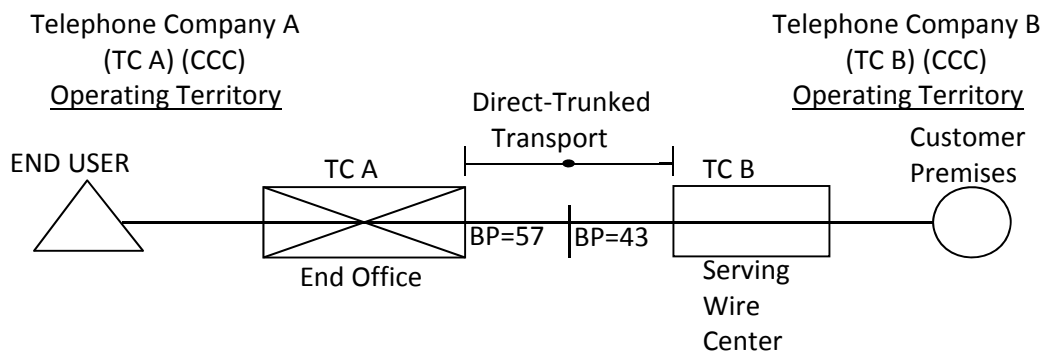 Telephone Company A
(TC A) (CCC)
Operating Territory
Telephone Company B
(TC B) (CCC)
Operating Territory
Direct-Trunked
Transport
Customer
Premises
END USER
TC A
TC B
BP=57
BP=43
End Office
Serving
Wire
Center